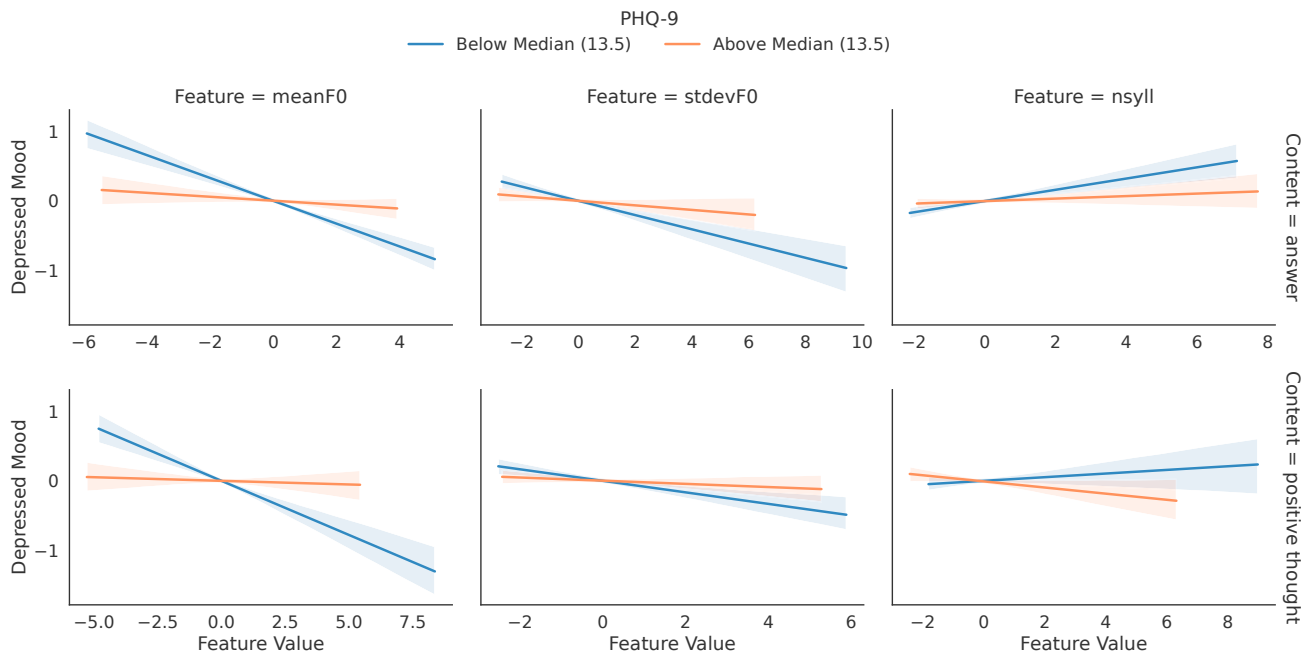 PHQ-9
Below Median (13.5) Above Median (13.5)
Feature = meanF0 Feature = stdevF0 Feature = nsyll
Depressed Mood
1
0
−1
−6 −4 −2 0 2 4
−2 0 2 4 6 8 10
−2 0 2 4 6 8
Content = answer
Depressed Mood
1
0
−1
−5.0 −2.5 0.0 2.5 5.0 7.5
−2 0 2 4 6
−2 0 2 4 6 8
Content = positive thought
Feature Value Feature Value Feature Value